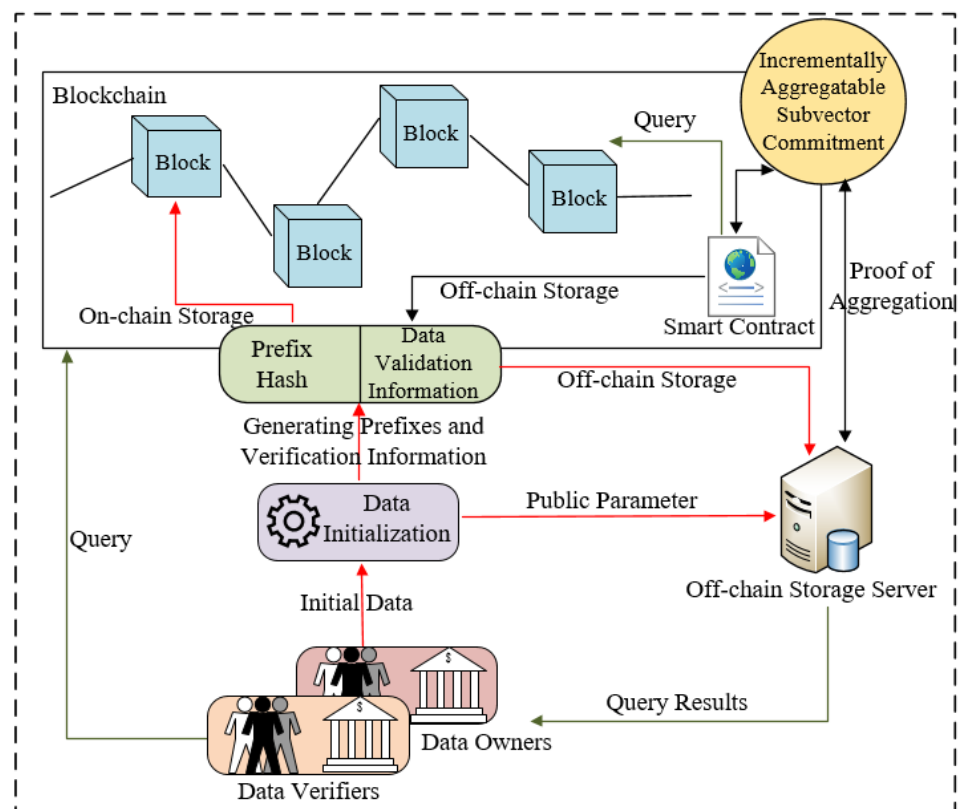 Incrementally
Aggregatable
Subvector
Commitment
Blockchain
Block
Block
Block
Block
Query
Off-chain Storage
Smart Contract
Proof of
Aggregation
On-chain Storage
Prefix
Hash
Data
Validation
Information
Off-chain Storage
Generating Prefixes and
Verification Information
Data
Initialization
Public Parameter
Off-chain Storage Server
Query
Initial Data
$
$
Query Results
Data Owners
Data Verifiers